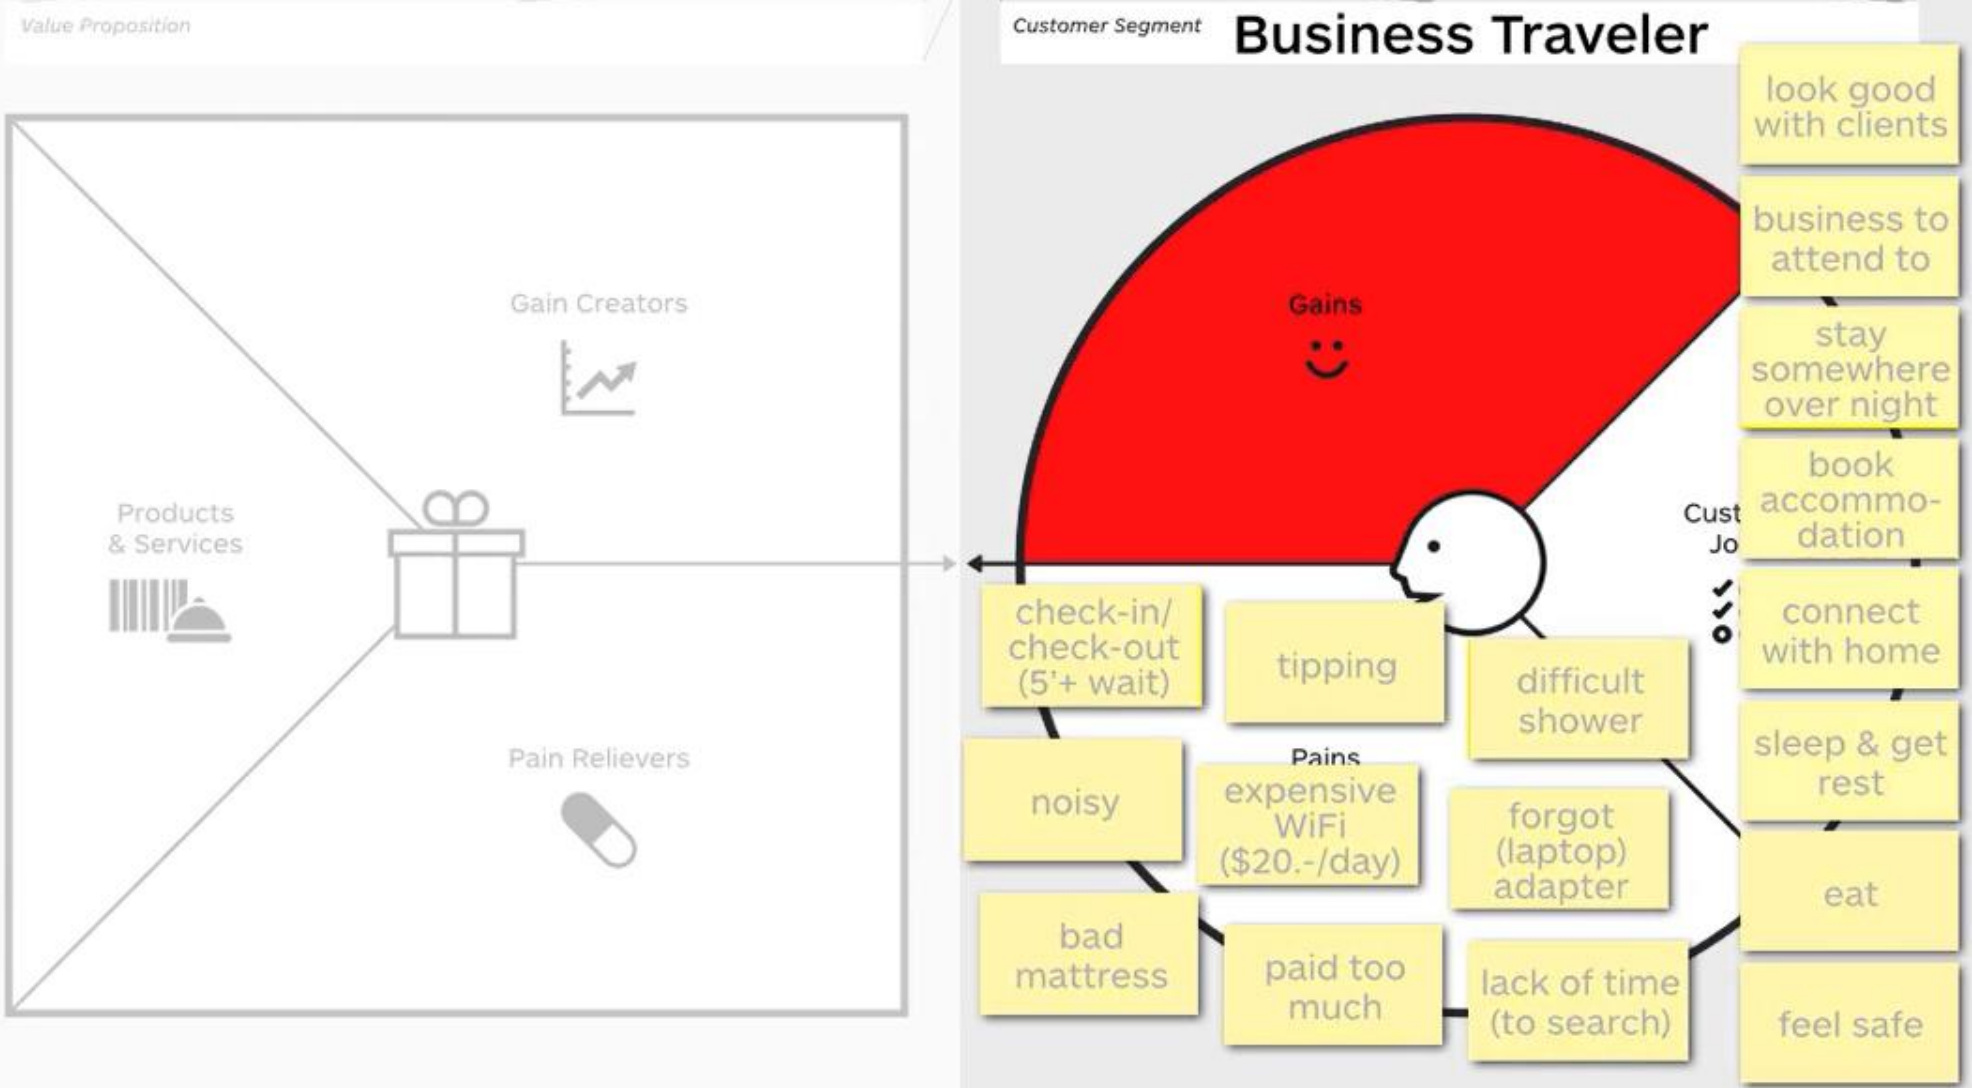 Value Proposition
Customer Segment
Business Traveler
look good
with clients
business to
attend to
stay
somewhere
over night
book
accommo-
dation
connect
with home
sleep & get
rest
eat
feel safe
Gain Creators
Products
& Services
Pain Relievers
Gains
Cust
Jo
Pains
check-in/
check-out
(5'+ wait)
tipping
difficult
shower
noisy
expensive
WiFi
($20.-/day)
forgot
(laptop)
adapter
bad
mattress
paid too
much
lack of time
(to search)